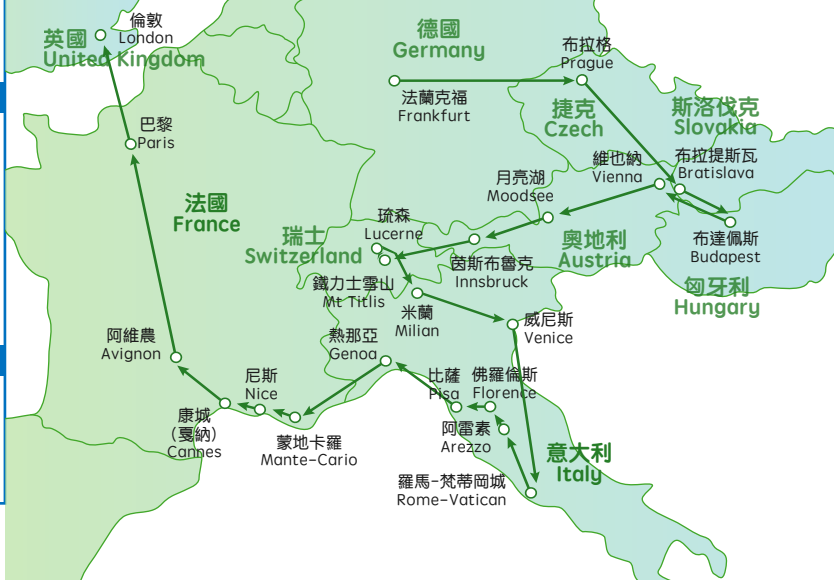 倫敦
London
英國
United Kingdom
德國
Germany
布拉格
Prague
法蘭克福
Frankfurt
捷克
Czech
斯洛伐克
Slovakia
巴黎
Paris
維也納
Vienna
布拉提斯瓦
Bratislava
月亮湖
Moodsee
法國
France
琉森
Lucerne
瑞士
Switzerland
奧地利
Austria
布達佩斯
Budapest
茵斯布魯克
Innsbruck
鐵力士雪山
Mt Titlis
匈牙利
Hungary
米蘭
Milian
威尼斯
Venice
阿維農
Avignon
熱那亞
Genoa
尼斯
Nice
比薩
Pisa
佛羅倫斯
Florence
康城
(戛納)
Cannes
蒙地卡羅
Mante-Cario
阿雷素
Arezzo
意大利
Italy
羅馬-梵蒂岡城
Rome-Vatican